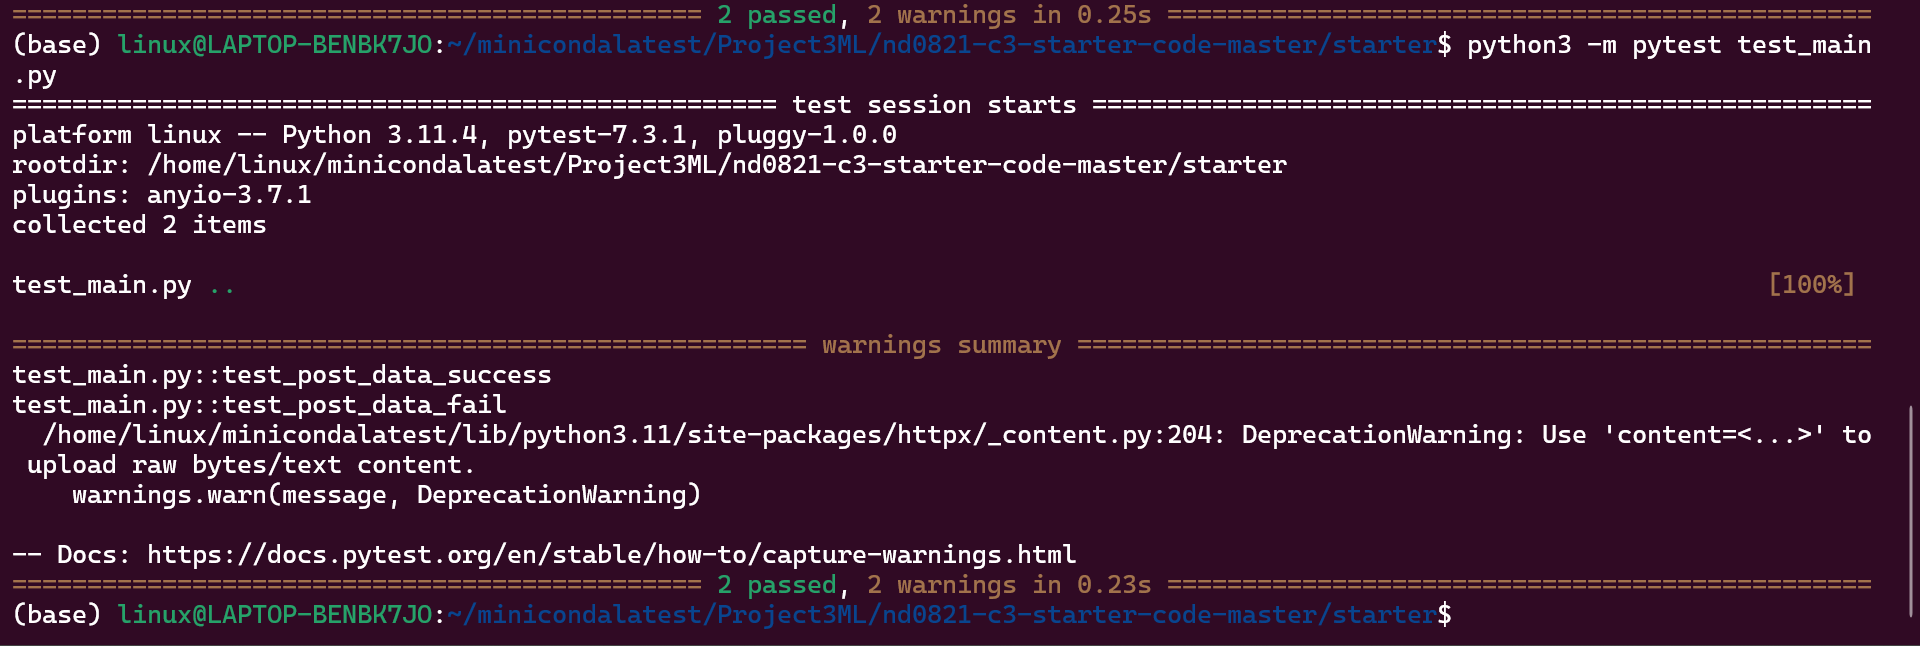 ============================================== 2 passed, 2 warnings in 0.25s ===============================================
(base) linux@LAPTOP-BENBK7JO:~/minicondalatest/Project3ML/nd0821-c3-starter-code-master/starter$ python3 -m pytest test_main
.py
=================================================== test session starts ====================================================
platform linux -- Python 3.11.4, pytest-7.3.1, pluggy-1.0.0
rootdir: /home/linux/minicondalatest/Project3ML/nd0821-c3-starter-code-master/starter
plugins: anyio-3.7.1
collected 2 items
test_main.py .. [100%]
===================================================== warnings summary =====================================================
test_main.py::test_post_data_success
test_main.py::test_post_data_fail
  /home/linux/minicondalatest/lib/python3.11/site-packages/httpx/_content.py:204: DeprecationWarning: Use 'content=<...>' to
 upload raw bytes/text content.
    warnings.warn(message, DeprecationWarning)
-- Docs: https://docs.pytest.org/en/stable/how-to/capture-warnings.html
============================================== 2 passed, 2 warnings in 0.23s ===============================================
(base) linux@LAPTOP-BENBK7JO:~/minicondalatest/Project3ML/nd0821-c3-starter-code-master/starter$